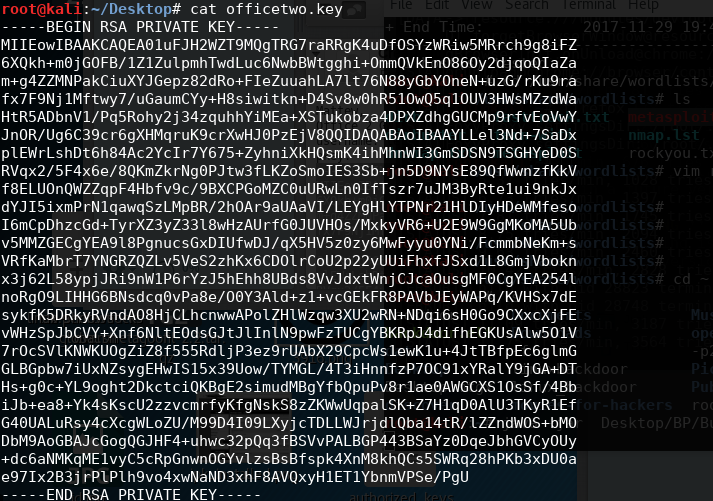 root@kali:~/Desktop# cat officetwo.key
-----BEGIN RSA PRIVATE KEY-----
MIIEowIBAAKCAQEA01uFJH2WZT9MQgTRG7raRRgK4uDfOSYzWRiw5MRrch9g8iFZ
6XQkh+m0jGOFB/1Z1ZulpmhTwdLuc6NwbBWtgghi+OmmQVkEnO86Oy2djqoQIaZa
m+g4ZZMNPakCiuXYJGepz82dRo+FIeZuuahLA7lt76N88yGbYOneN+uzG/rKu9ra
fx7F9Nj1Mftwy7/uGaumCYy+H8siwitkn+D4Ss8w0hR51OwQ5q1OUV3HWsMZzdWa
HtR5ADbnV1/Pq5Rohy2j34zquhhYiMEa+XSTukobza4DPXZdhgGUCMp9rfvEoVwY
JnOR/Ug6C39cr6gXHMqruK9crXwHJ0PzEjV8QQIDQABAoIBAAYLLel3Nd+7SaDx
plEWrLshDt6h84Ac2YcIr7Y675+ZyhniXkHQsmK4ihMhnWI3GmSDSN9TSGHYeD0S
RVqx2/5F4x6e/8QKmZkrNg0PJtw3fLKZoSmoIES3Sb+jn5D9NYsE89QfWwnzfKkV
f8ELUOnQWZZqpF4Hbfv9c/9BXCPGoMZC0uURwLn0IfTszr7uJM3ByRte1ui9nkJx
dYJI5ixmPrN1qawqSzLMpBR/2hOAr9aUAaVI/LEYgHlYTPNr21HlDIyHDeWMfeso
I6mCpDhzcGd+TyrXZ3yZ33l8wHzAUrfG0JUVHOs/MxkyVR6+U2E9W9GgMKoMA5Ub
v5MMZGECgYEA9l8PgnucsGxDIUfwDJ/qX5HV5z0zy6MwFyyu0YNi/FcmmbNeKm+s
VRfKaMbrT7YNGRZQZLv5VeS2zhKx6CDOlrCoU2p22yUUiFhxfJSxd1L8GmjVbokn
x3j62L58ypjJRi9nW1P6rYzJ5hEhh8UBds8VvJdxtWnjCJcaOusgMF0CgYEA254l
noRgO9LIHHG6BNsdcq0vPa8e/O0Y3Ald+z1+vcGEkFR8PAVbJEyWAPq/KVHSx7dE
sykfK5DRkyRVndAO8HjCLhcnwwAPolZHlWzqw3XU2wRN+NDqi6sH0Go9CXxcXjFE
vWHzSpJbCVY+Xnf6NltEOdsGJtJlInlN9pwFzTUCgYBKRpJ4difhEGKUsAlw5O1V
7rOcSVlKNWKUOgZiZ8f555RdljP3ez9rUAbX29CpcWs1ewK1u+4JtTBfpEc6glmG
GLBGpbw7iUxNZsygEHwIS15x39Uow/TYMGL/4T3iHnnfzP7OC91xYRalY9jGA+DT
Hs+g0c+YL9oght2DkctciQKBgE2simudMBgYfbQpuPv8r1ae0AWGCXS1OsSf/4Bb
iJb+ea8+Yk4sKscU2zzvcmrfyKfgNskS8zZKWwUqpalSK+Z7H1qD0AlU3TKyR1Ef
G40UALuRsy4cXcgWLoZU/M99D4I09LXyjcTDLLWJrjdlQba14tR/lZZndWOS+bMO
DbM9AoGBAJcGogQGJHF4+uhwc32pQq3fBSVvPALBGP443BSaYz0DqeJbhGVCyOUy
+dc6aNMKqMElvyC5cRpGnwnOGYvlzsBsBfspk4XnM8khQCs5SWRq28hPKb3xDU0a
e97Ix2B3jrPLPlh9vo4xwNaND3xhF8AVQxyH1ET1YbnmVPSe/PgU
-----END RSA PRIVATE KEY-----